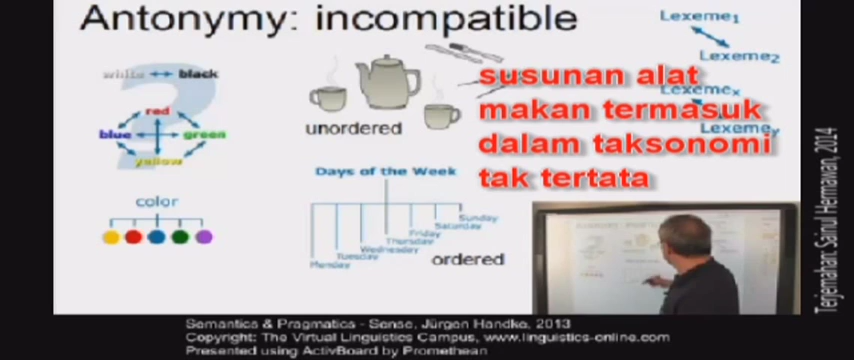 Antonymy: incompatible
Lexeme1
Lexeme2
Lexemex
Lexemey
white
black
red
blue
green
yellow
color
unordered
susunan alat
makan termasuk
dalam taksonomi
tak tertata
Days of the Week
Monday
Tuesday
Wednesday
Thursday
Friday
Saturday
Sunday
ordered
Terjemahan: Sainul Hermawan, 2014
Semantics & Pragmatics - Sense, Jürgen Handke, 2013
Copyright: The Virtual Linguistics Campus, www.linguistics-online.com
Presented using ActivBoard by Promethean